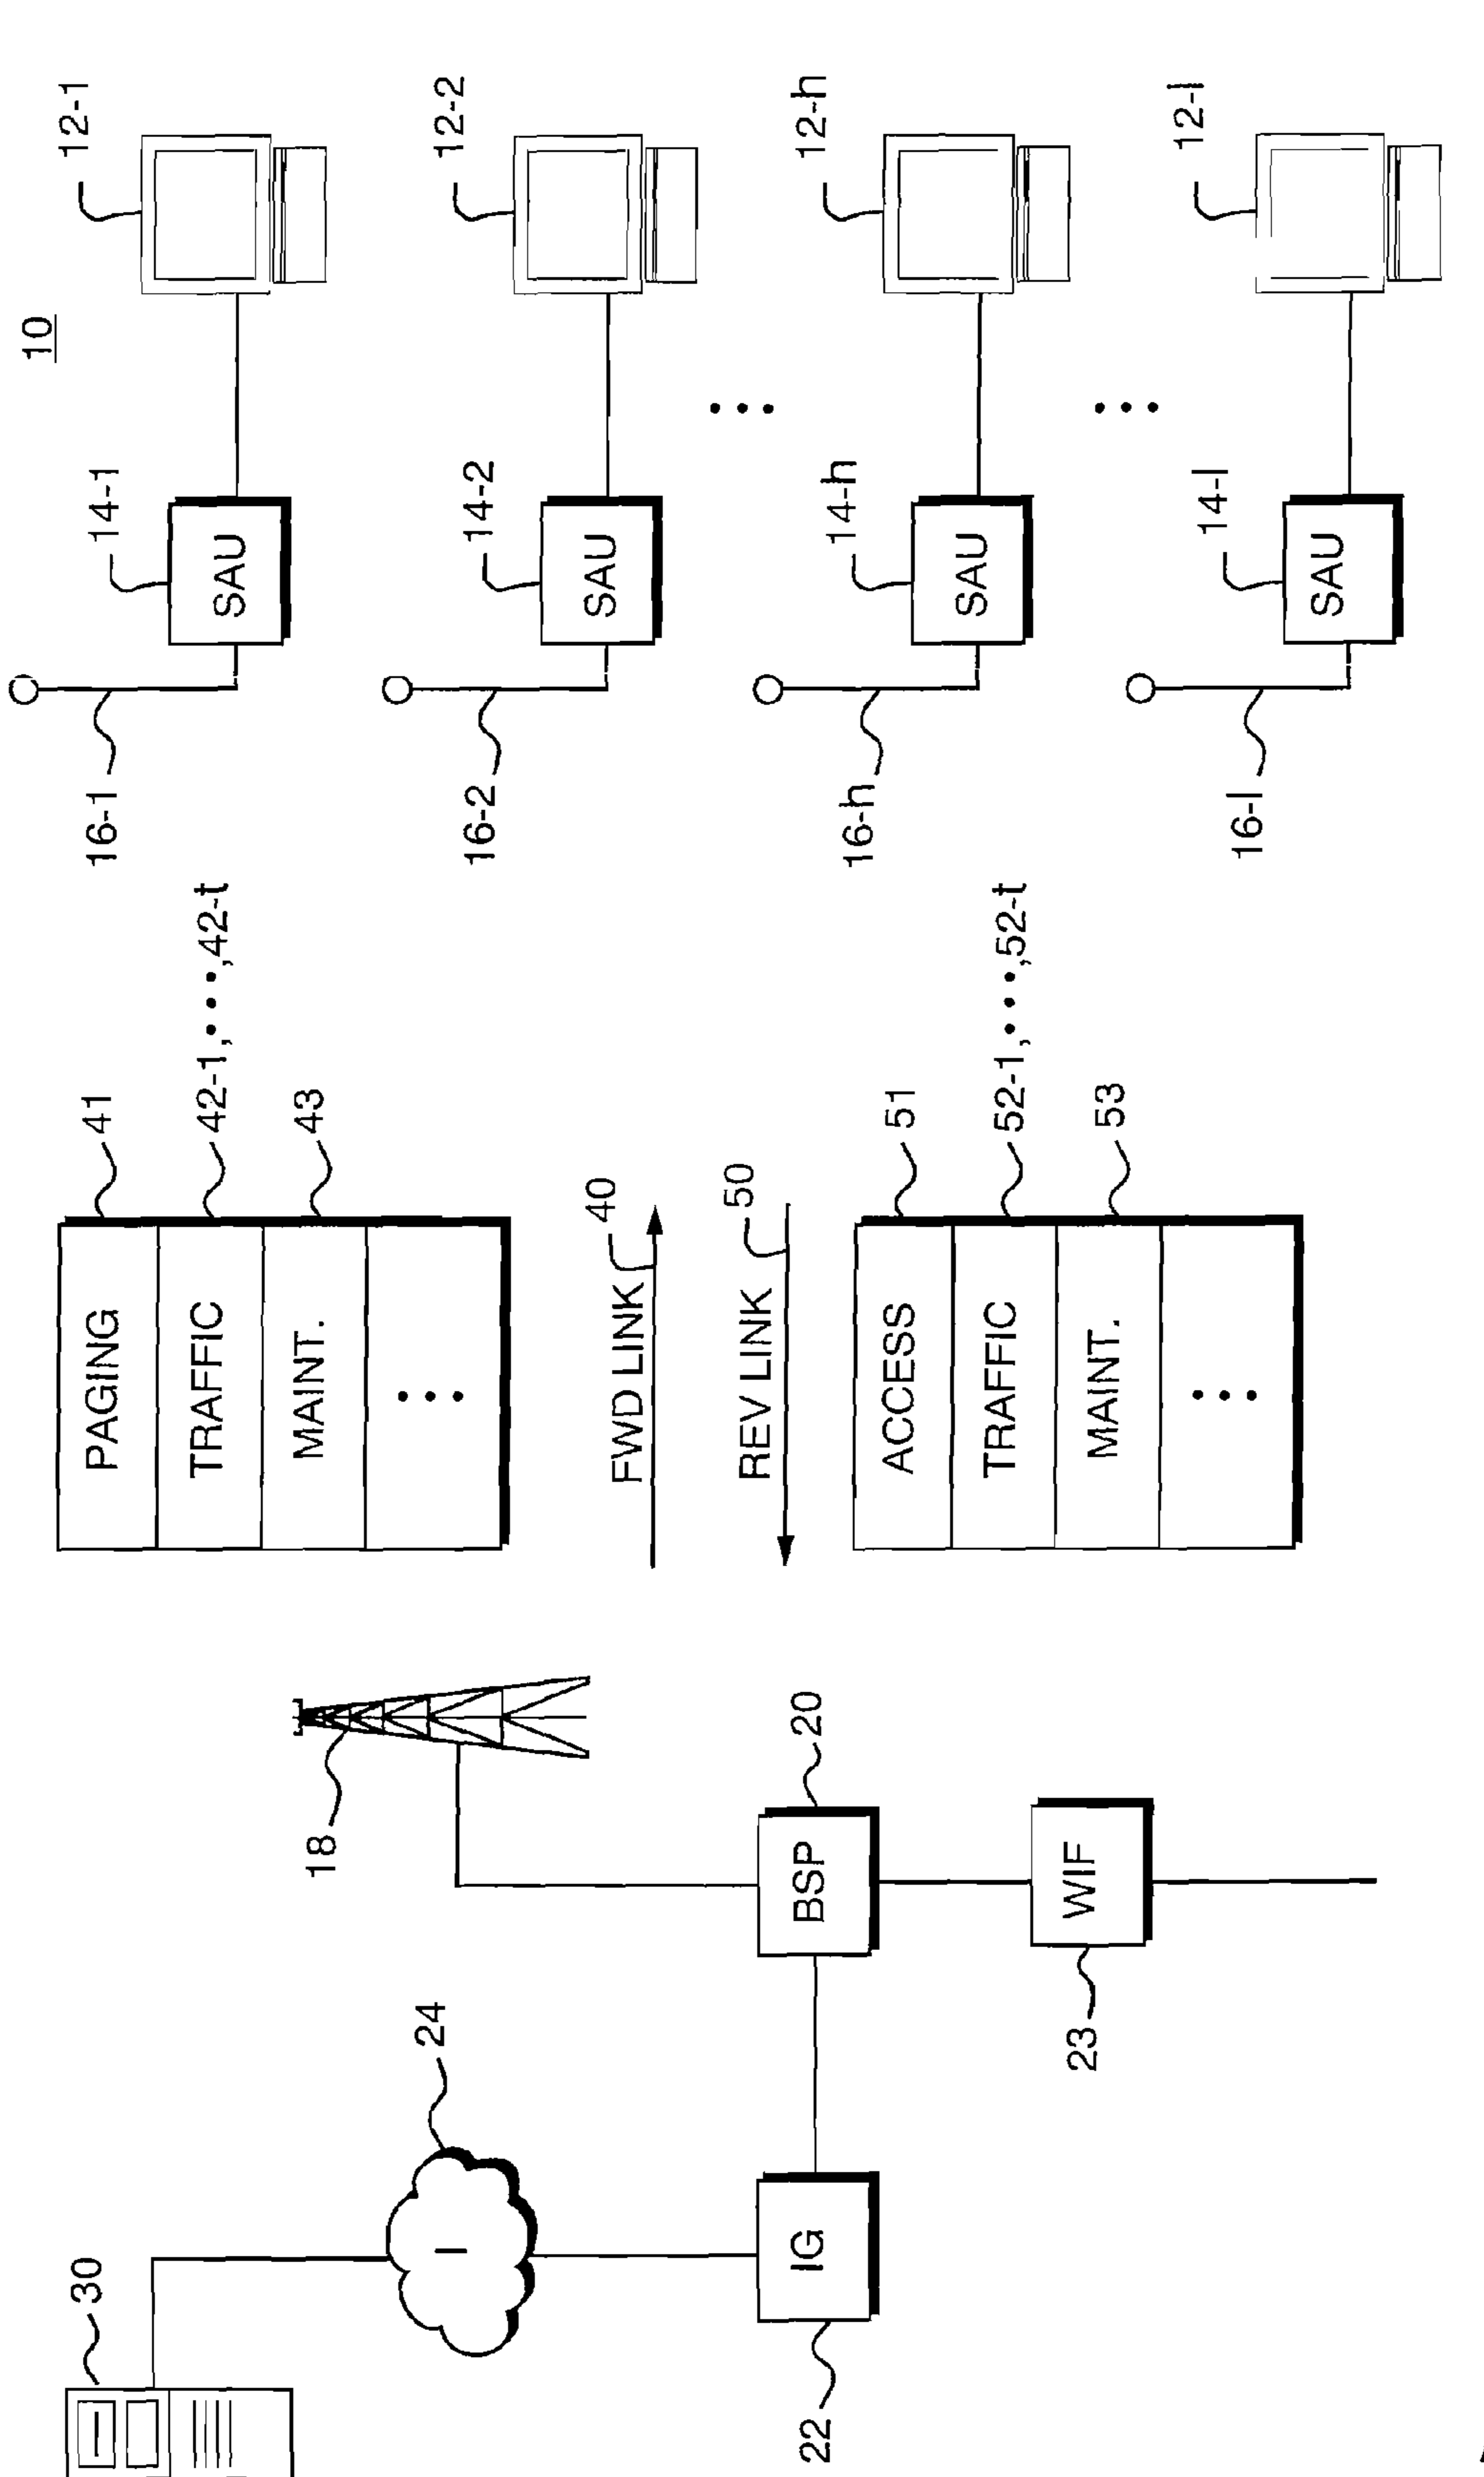 10
12-1
14-1
SAU
16-1
12-2
14-2
SAU
16-2
12-h
14-h
SAU
16-h
12-l
14-l
SAU
16-l
PAGING
41
TRAFFIC
42-1,•••,42-t
MAINT.
43
•••
FWD LINK
40
REV LINK
50
ACCESS
51
TRAFFIC
52-1,•••,52-t
MAINT.
53
•••
18
BSP
20
WIF
23
24
I
IG
22
30